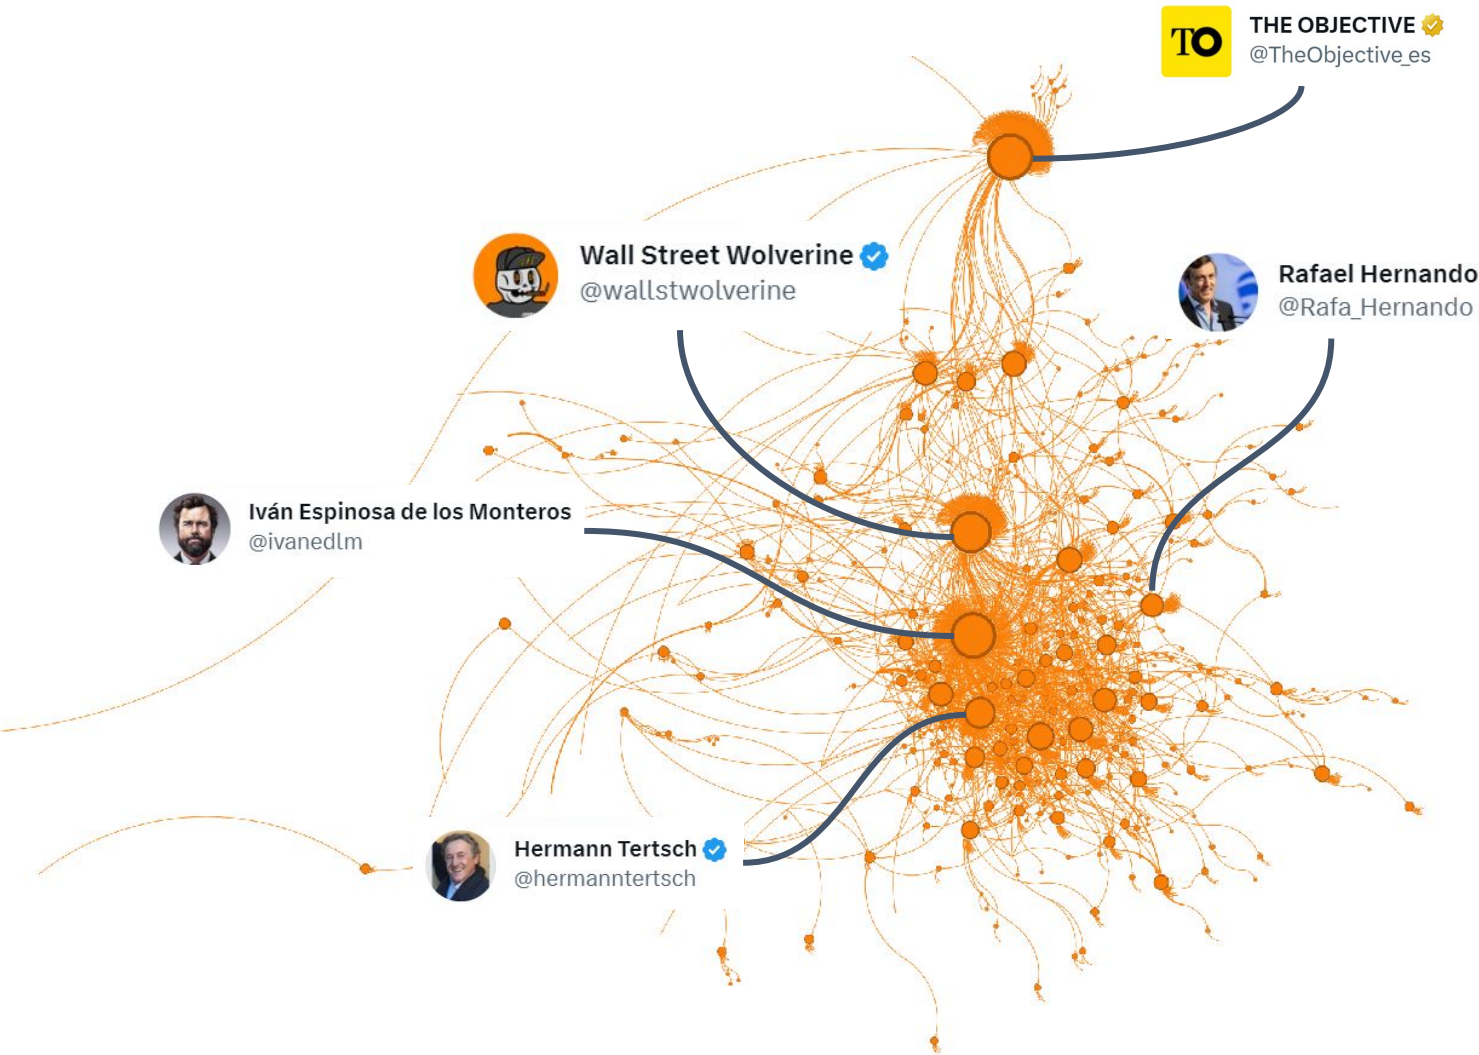 TO
THE OBJECTIVE
@TheObjective_es
Wall Street Wolverine
@wallstwolverine
Rafael Hernando
@Rafa_Hernando
Iván Espinosa de los Monteros
@ivanedlm
Hermann Tertsch
@hermanntertsch